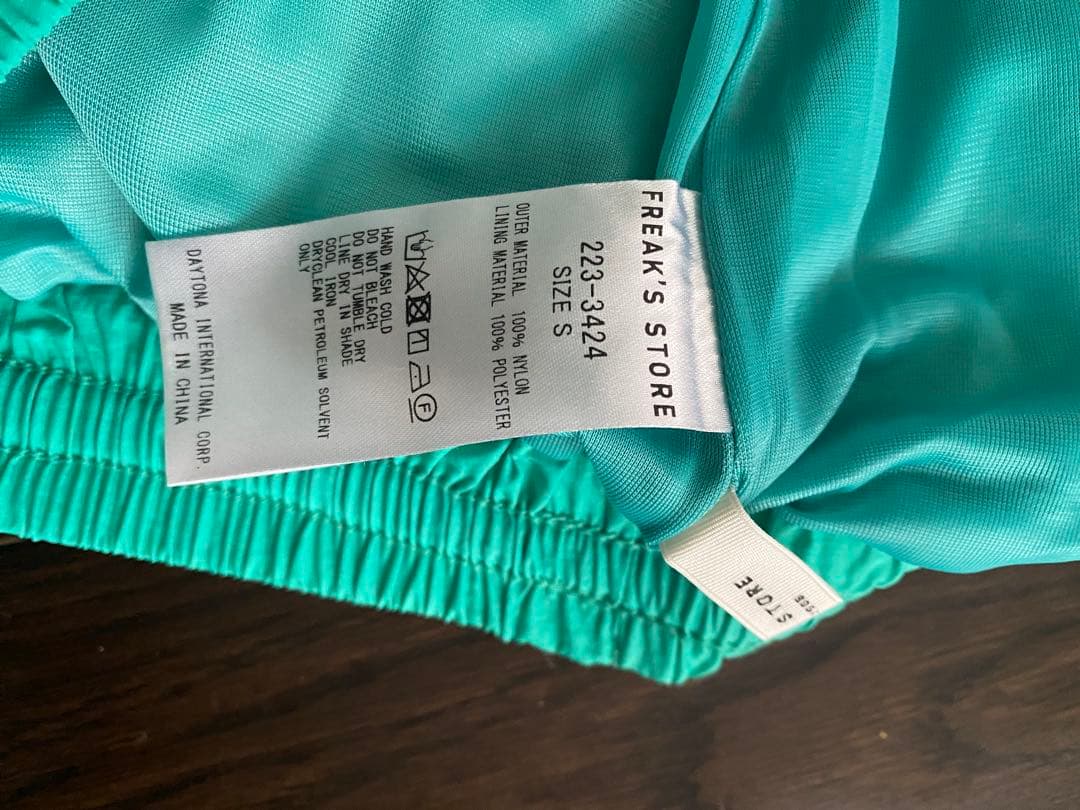 FREAK'S STORE
223-3424
SIZE S
OUTER MATERIAL 100% NYLON
LINING MATERIAL 100% POLYESTER
F
HAND WASH COLD
DO NOT BLEACH
DO NOT TUMBLE DRY
LINE DRY IN SHADE
COOL IRON
DRYCLEAN PETROLEUM SOLVENT
ONLY
DAYTONA INTERNATIONAL CORP.
MADE IN CHINA
STORE